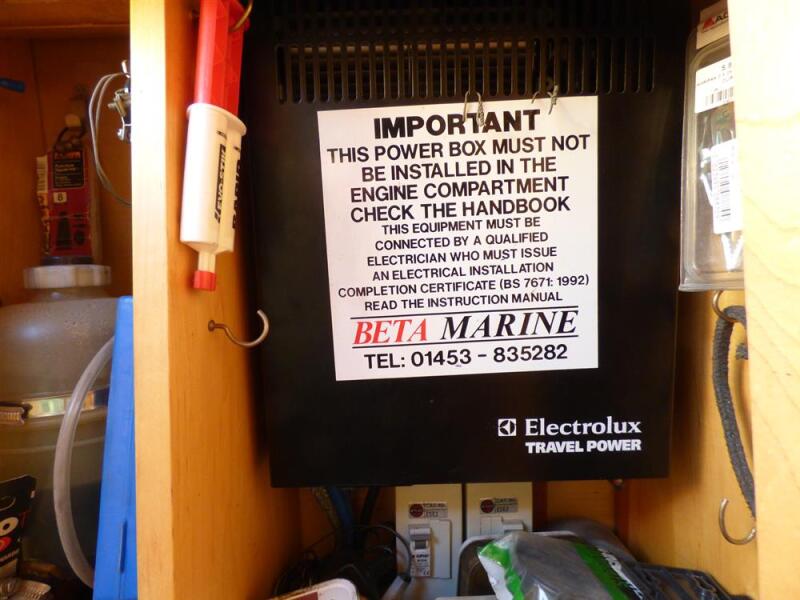 IMPORTANT
THIS POWER BOX MUST NOT
BE INSTALLED IN THE
ENGINE COMPARTMENT
CHECK THE HANDBOOK
THIS EQUIPMENT MUST BE
CONNECTED BY A QUALIFIED
ELECTRICIAN WHO MUST ISSUE
AN ELECTRICAL INSTALLATION
COMPLETION CERTIFICATE (BS 7671: 1992)
READ THE INSTRUCTION MANUAL
BETA MARINE
TEL: 01453 - 835282
Electrolux
TRAVEL POWER
EVO-STIK